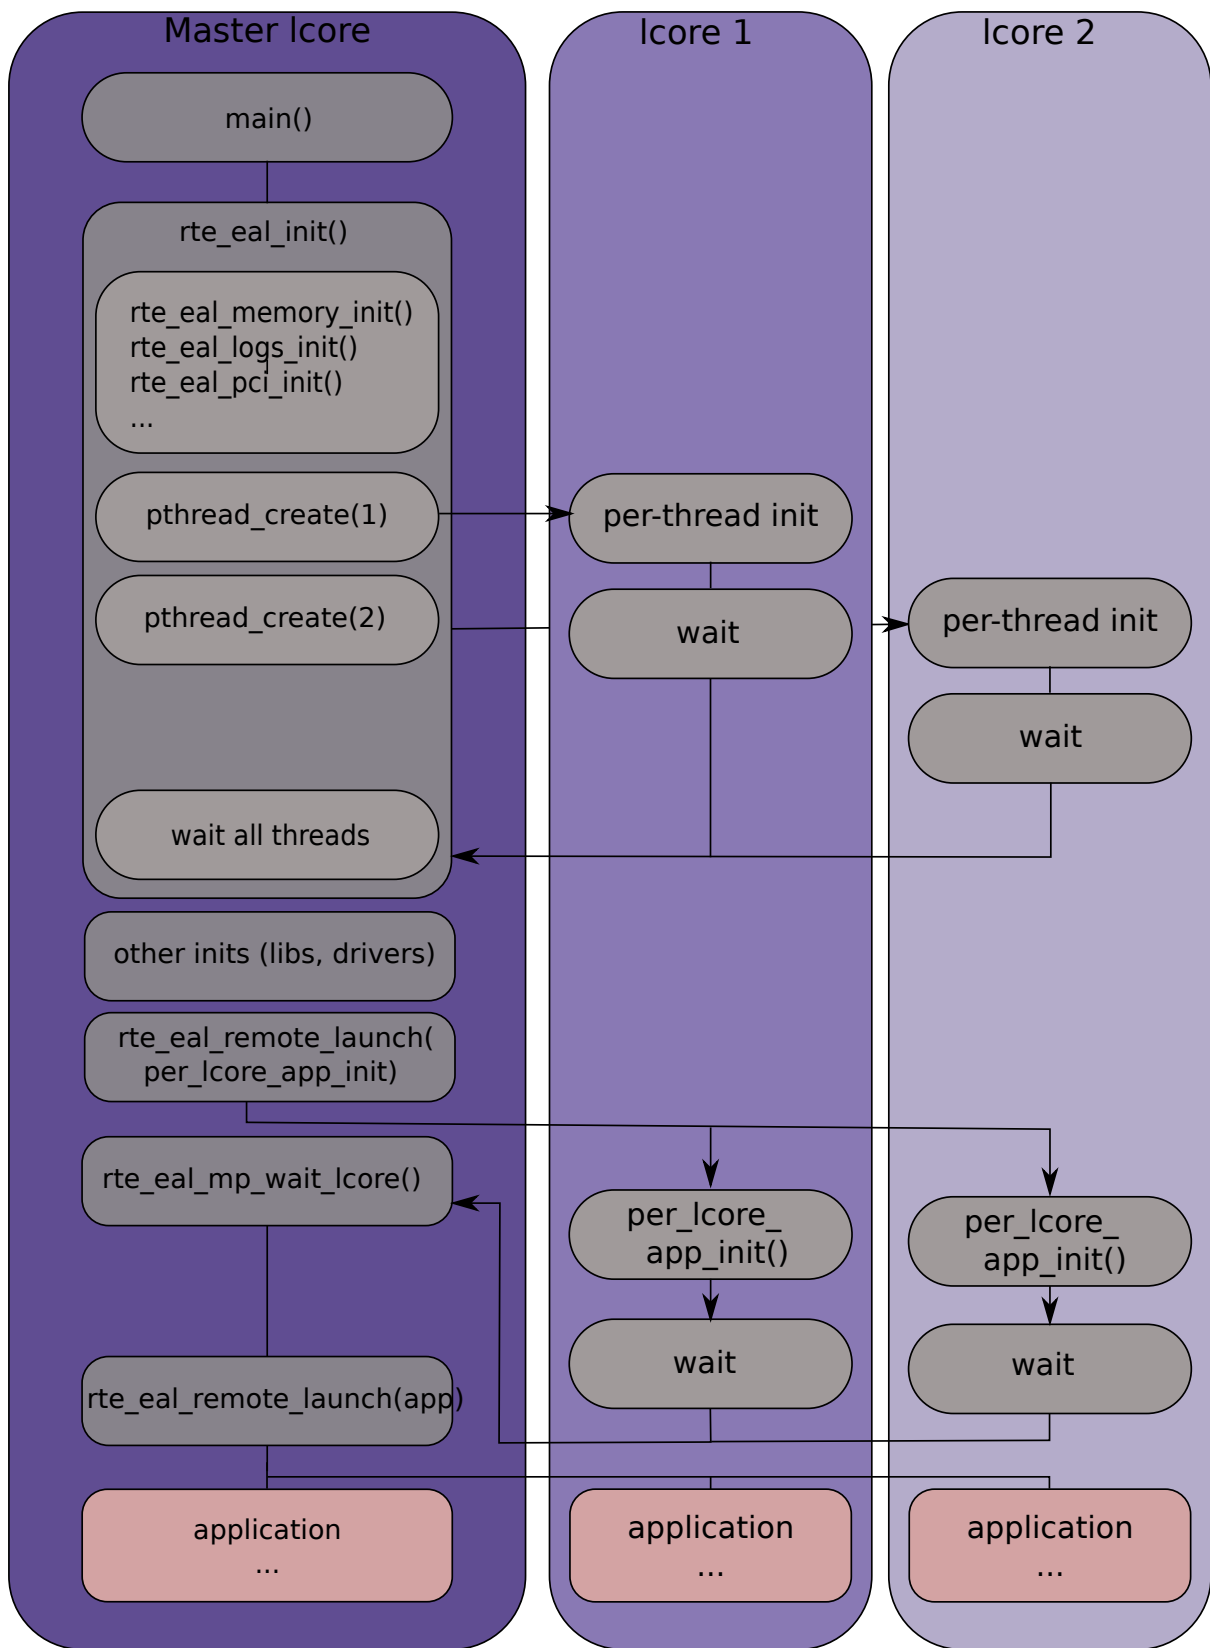 Master lcore
main()
rte_eal_init()
rte_eal_memory_init()
rte_eal_logs_init()
rte_eal_pci_init()
...
pthread_create(1)
pthread_create(2)
wait all threads
other inits (libs, drivers)
rte_eal_remote_launch(
per_lcore_app_init)
rte_eal_mp_wait_lcore()
rte_eal_remote_launch(app)
application
...
lcore 1
per-thread init
wait
per_lcore_
app_init()
wait
application
...
lcore 2
per-thread init
wait
per_lcore_
app_init()
wait
application
...